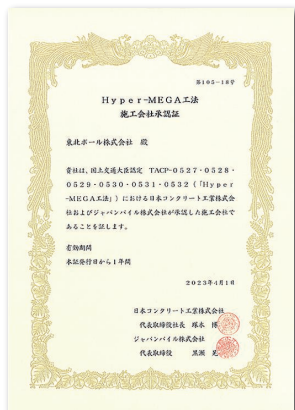 第105-18号
Hyper-MEGA工法
施工会社承認証
東北ポール株式会社 殿
貴社は、国土交通大臣認定 TACP-0527・0528・
0529・0530・0531・0532(「Hyper
-MEGA工法」)における日本コンクリート工業株式会
社およびジャパンパイル株式会社が承認した施工会社で
あることを証します。
有効期間
本証発行日から1年間
2023年4月1日
日本コンクリート工業株式会社
代表取締役社長 塚本 博
ジャパンパイル株式会社
代表取締役 黒瀬 晃